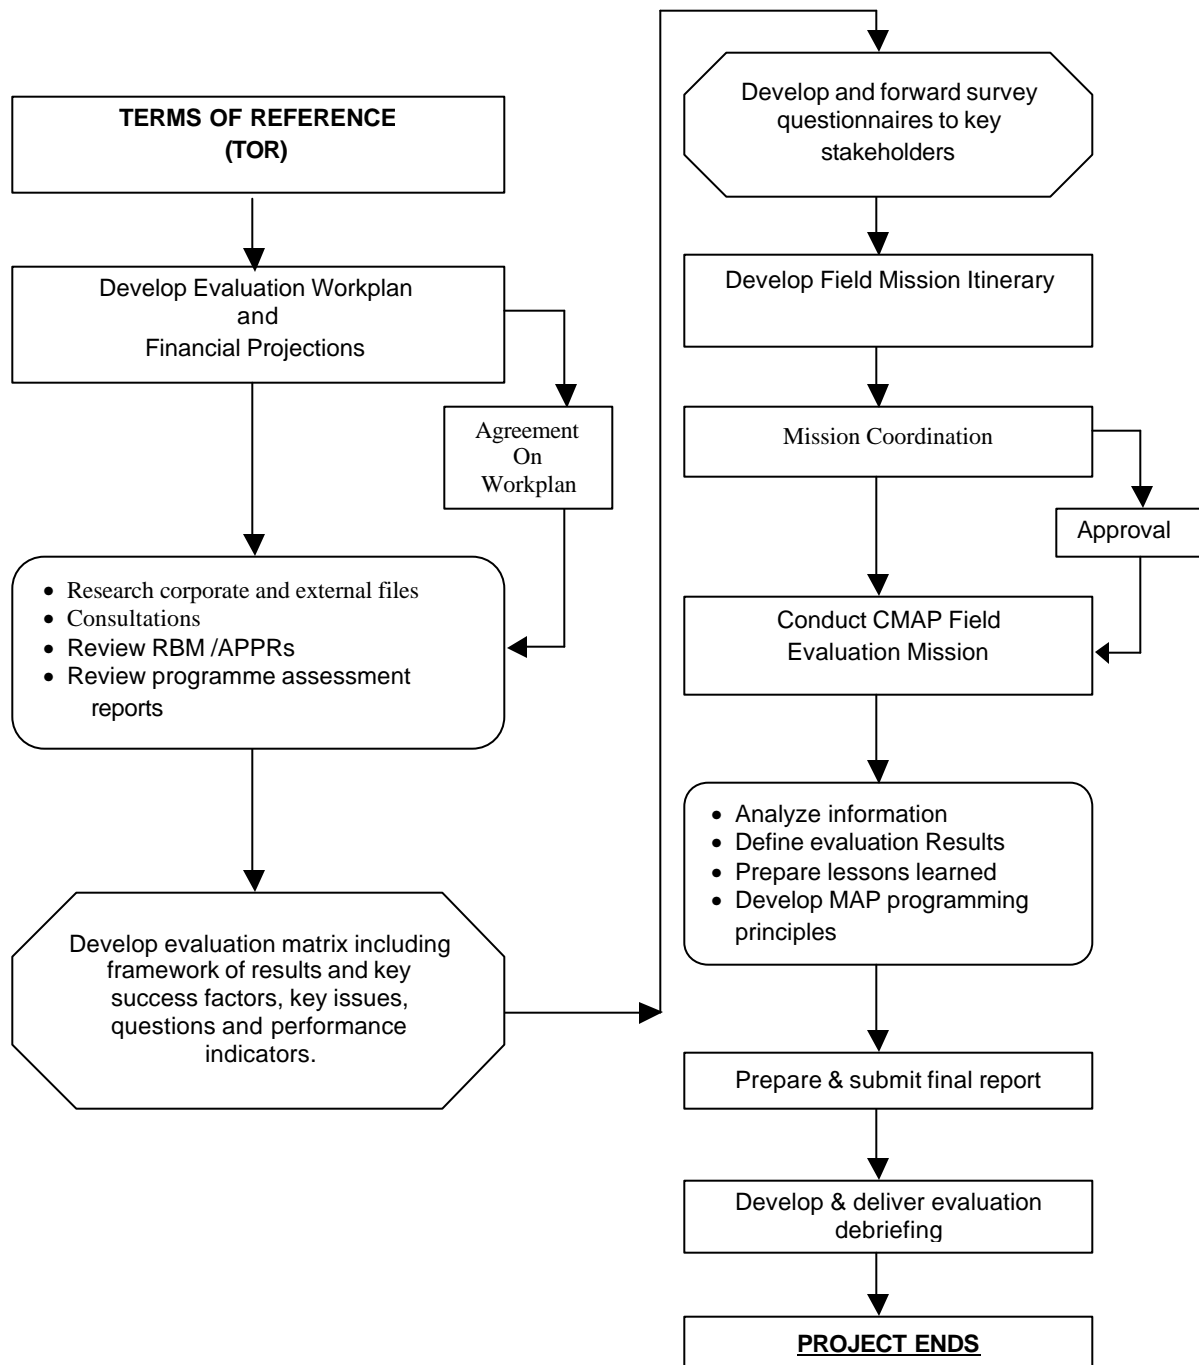 TERMS OF REFERENCE
(TOR)
Develop Evaluation Workplan
and
Financial Projections
Agreement
On
Workplan
• Research corporate and external files
• Consultations
• Review RBM /APPRs
• Review programme assessment
reports
Develop evaluation matrix including
framework of results and key
success factors, key issues,
questions and performance
indicators.
Develop and forward survey
questionnaires to key
stakeholders
Develop Field Mission Itinerary
Mission Coordination
Approval
Conduct CMAP Field
Evaluation Mission
• Analyze information
• Define evaluation Results
• Prepare lessons learned
• Develop MAP programming
principles
Prepare & submit final report
Develop & deliver evaluation
debriefing
PROJECT ENDS